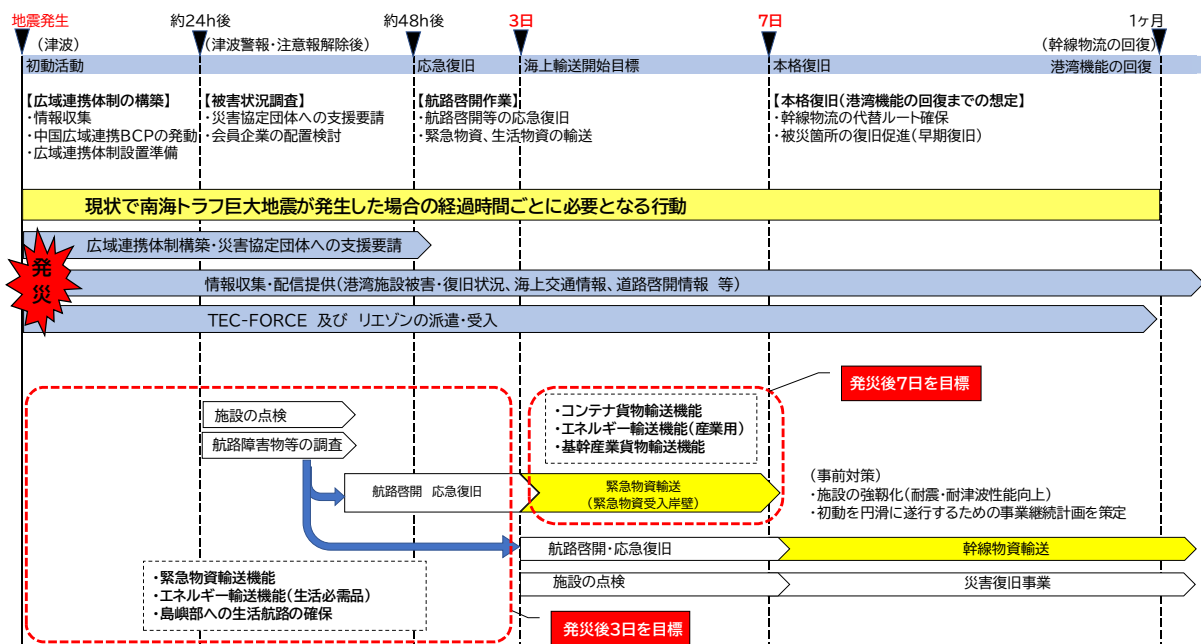 地震発生
約24h後
約48h後
3日
7日
1ヶ月
(津波)
(津波警報・注意報解除後)
(幹線物流の回復)
初動活動
応急復旧
海上輸送開始目標
本格復旧
港湾機能の回復
【広域連携体制の構築】
・情報収集
・中国広域連携BCPの発動
・広域連携体制設置準備
【被害状況調査】
・災害協定団体への支援要請
・会員企業の配置検討
【航路啓開作業】
・航路啓開等の応急復旧
・緊急物資、生活物資の輸送
【本格復旧(港湾機能の回復までの想定】
・幹線物流の代替ルート確保
・被災箇所の復旧促進(早期復旧)
現状で南海トラフ巨大地震が発生した場合の経過時間ごとに必要となる行動
発
災
広域連携体制構築・災害協定団体への支援要請
情報収集・配信提供(港湾施設被害・復旧状況、海上交通情報、道路啓開情報 等)
TEC-FORCE 及び リエゾンの派遣・受入
発災後7日を目標
施設の点検
航路障害物等の調査
・コンテナ貨物輸送機能
・エネルギー輸送機能(産業用)
・基幹産業貨物輸送機能
航路啓開 応急復旧
緊急物資輸送
(緊急物資受入岸壁)
(事前対策)
・施設の強靱化(耐震・耐津波性能向上)
・初動を円滑に遂行するための事業継続計画を策定
航路啓開・応急復旧
幹線物資輸送
施設の点検
災害復旧事業
・緊急物資輸送機能
・エネルギー輸送機能(生活必需品)
・島嶼部への生活航路の確保
発災後3日を目標